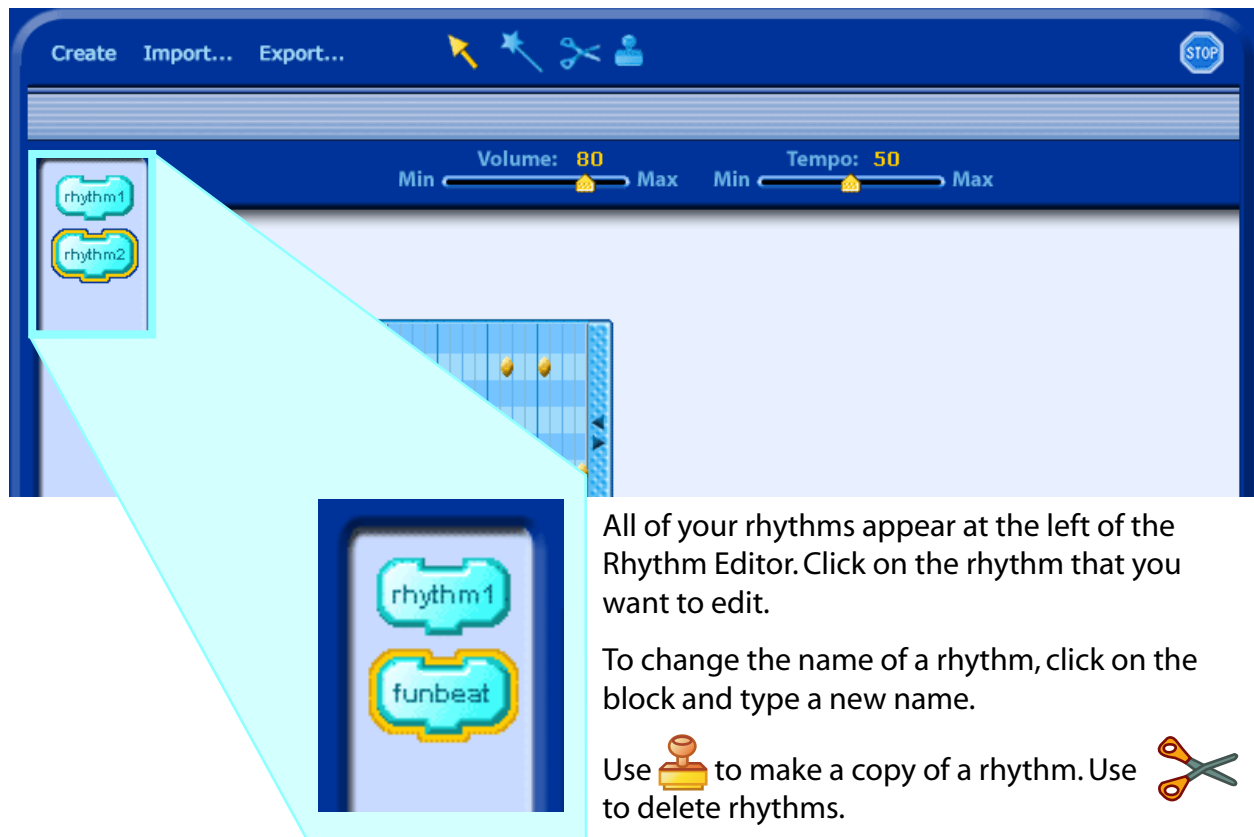 Create Import... Export... STOP
Volume: 80 Tempo: 50
Min Max Min Max
rhythm1
rhythm2
rhythm1
funbeat
All of your rhythms appear at the left of the
Rhythm Editor. Click on the rhythm that you
want to edit.
To change the name of a rhythm, click on the
block and type a new name.
Use to make a copy of a rhythm. Use
to delete rhythms.